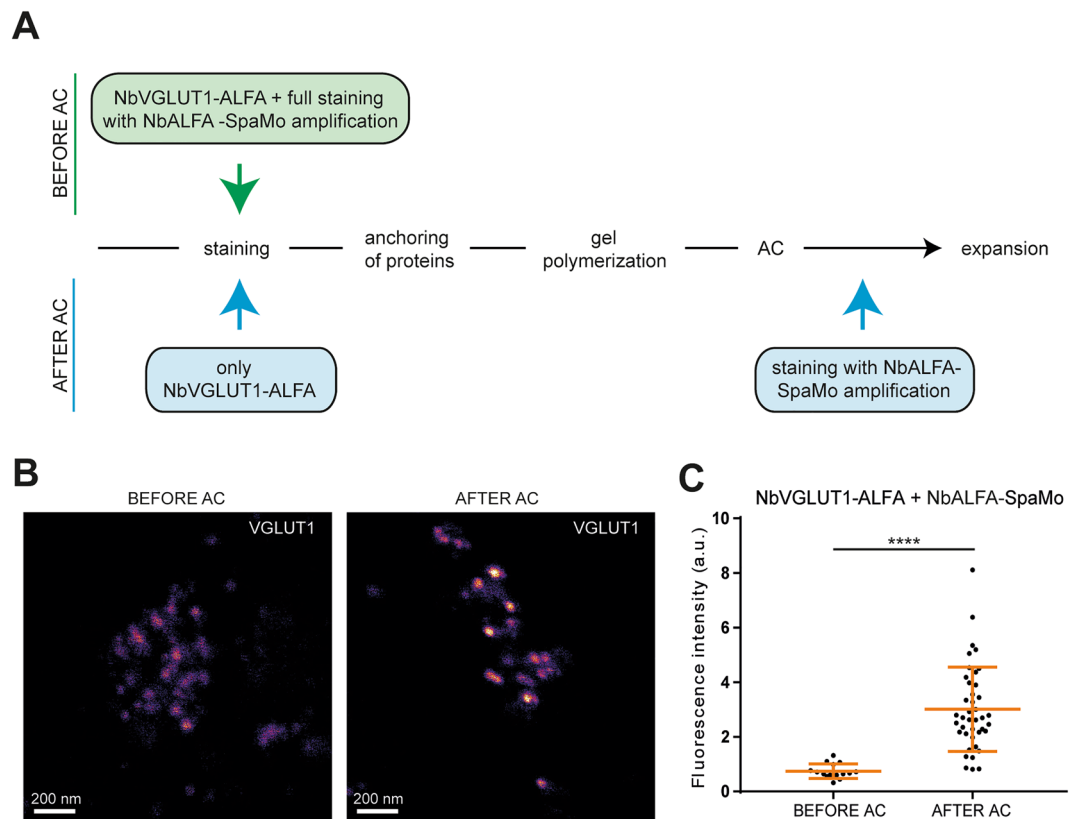 A
BEFORE AC
NbVGLUT1-ALFA + full staining
with NbALFA -SpaMo amplification
staining
anchoring
of proteins
gel
polymerization
AC
expansion
AFTER AC
only
NbVGLUT1-ALFA
staining with NbALFA-
SpaMo amplification
B
BEFORE AC
VGLUT1
200 nm
AFTER AC
VGLUT1
200 nm
C
NbVGLUT1-ALFA + NbALFA-SpaMo
Fluorescence intensity (a.u.)
10
8
6
4
2
0
****
BEFORE AC
AFTER AC